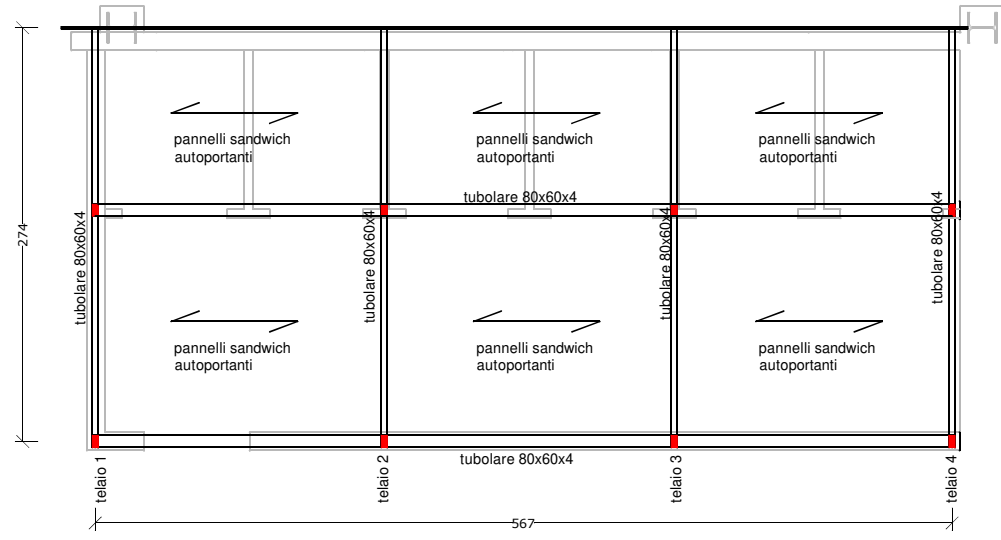 pannelli sandwich
autoportanti
pannelli sandwich
autoportanti
pannelli sandwich
autoportanti
tubolare 80x60x4
274
tubolare 80x60x4
tubolare 80x60x4
tubolare 80x60x4
tubolare 80x60x4
pannelli sandwich
autoportanti
pannelli sandwich
autoportanti
pannelli sandwich
autoportanti
tubolare 80x60x4
telaio 1
telaio 2
telaio 3
telaio 4
567